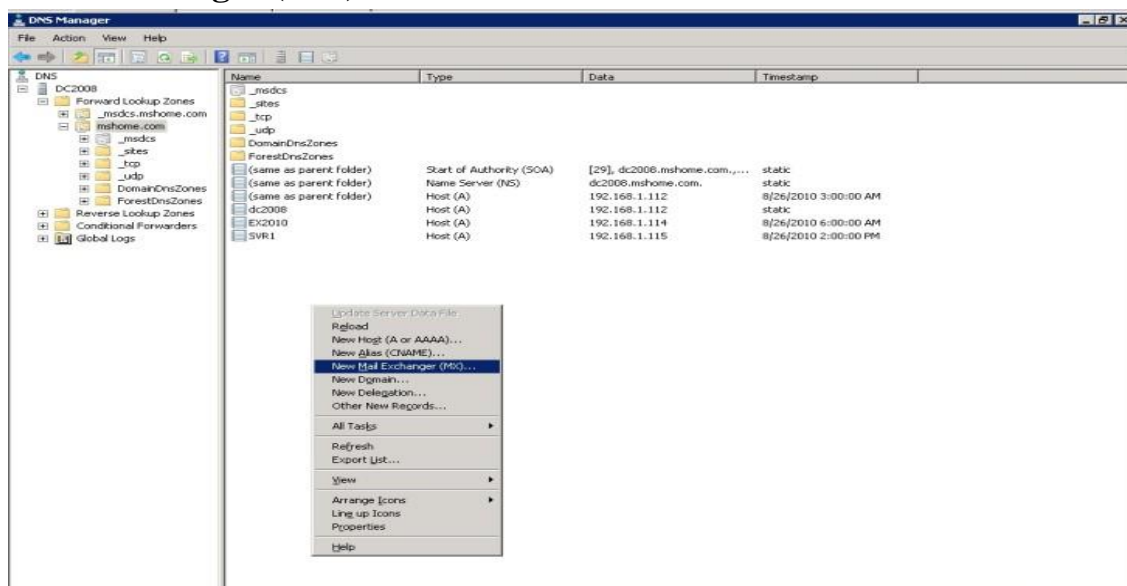 DNS Manager
File Action View Help
DNS
DC2008
Forward Lookup Zones
_msdcs.mshome.com
mshome.com
_msdcs
_sites
_tcp
_udp
DomainDnsZones
ForestDnsZones
Reverse Lookup Zones
Conditional Forwarders
Global Logs
Name Type Data Timestamp
_msdcs
_sites
_tcp
_udp
DomainDnsZones
ForestDnsZones
(same as parent folder) Start of Authority (SOA) [29], dc2008.mshome.com.,... static
(same as parent folder) Name Server (NS) dc2008.mshome.com. static
(same as parent folder) Host (A) 192.168.1.112 8/26/2010 3:00:00 AM
dc2008 Host (A) 192.168.1.112 static
EX2010 Host (A) 192.168.1.114 8/26/2010 6:00:00 AM
SVR1 Host (A) 192.168.1.115 8/26/2010 2:00:00 PM
Update Server Data File
Reload
New Host (A or AAAA)...
New Alias (CNAME)...
New Mail Exchanger (MX)...
New Domain...
New Delegation...
Other New Records...
All Tasks
Refresh
Export List...
View
Arrange Icons
Line up Icons
Properties
Help